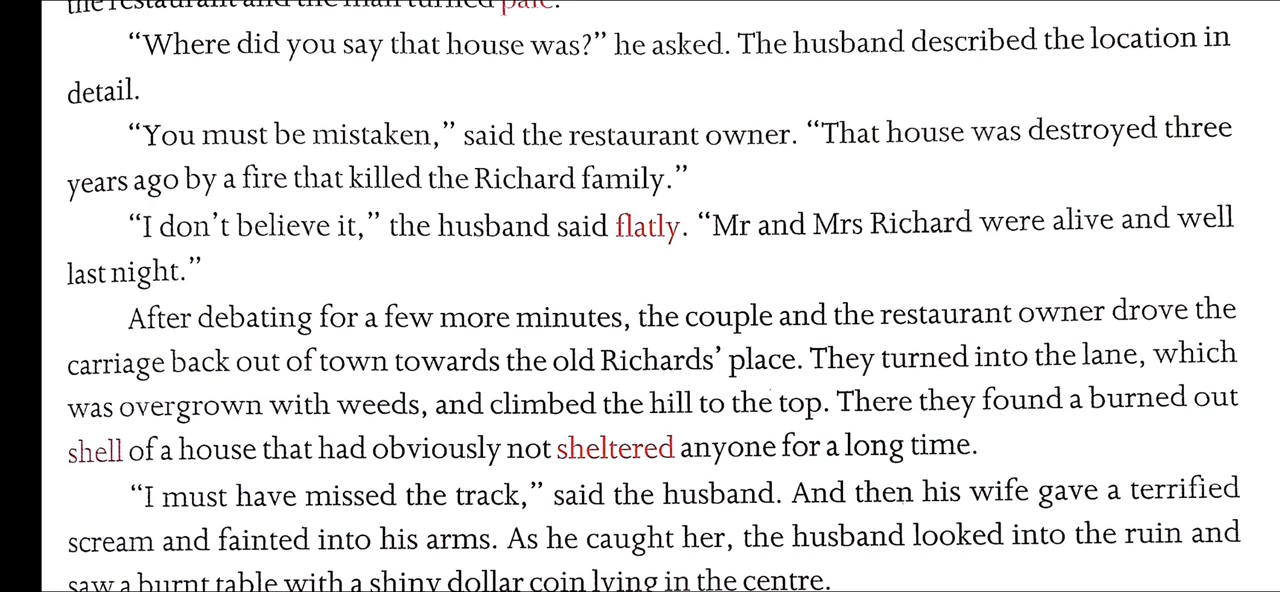 the restaurant and the man turned pale.
“Where did you say that house was?” he asked. The husband described the location in
detail.
“You must be mistaken,” said the restaurant owner. “That house was destroyed three
years ago by a fire that killed the Richard family.”
“I don’t believe it,” the husband said flatly. “Mr and Mrs Richard were alive and well
last night.”
After debating for a few more minutes, the couple and the restaurant owner drove the
carriage back out of town towards the old Richards’ place. They turned into the lane, which
was overgrown with weeds, and climbed the hill to the top. There they found a burned out
shell of a house that had obviously not sheltered anyone for a long time.
“I must have missed the track,” said the husband. And then his wife gave a terrified
scream and fainted into his arms. As he caught her, the husband looked into the ruin and
saw a burnt table with a shiny dollar coin lying in the centre.